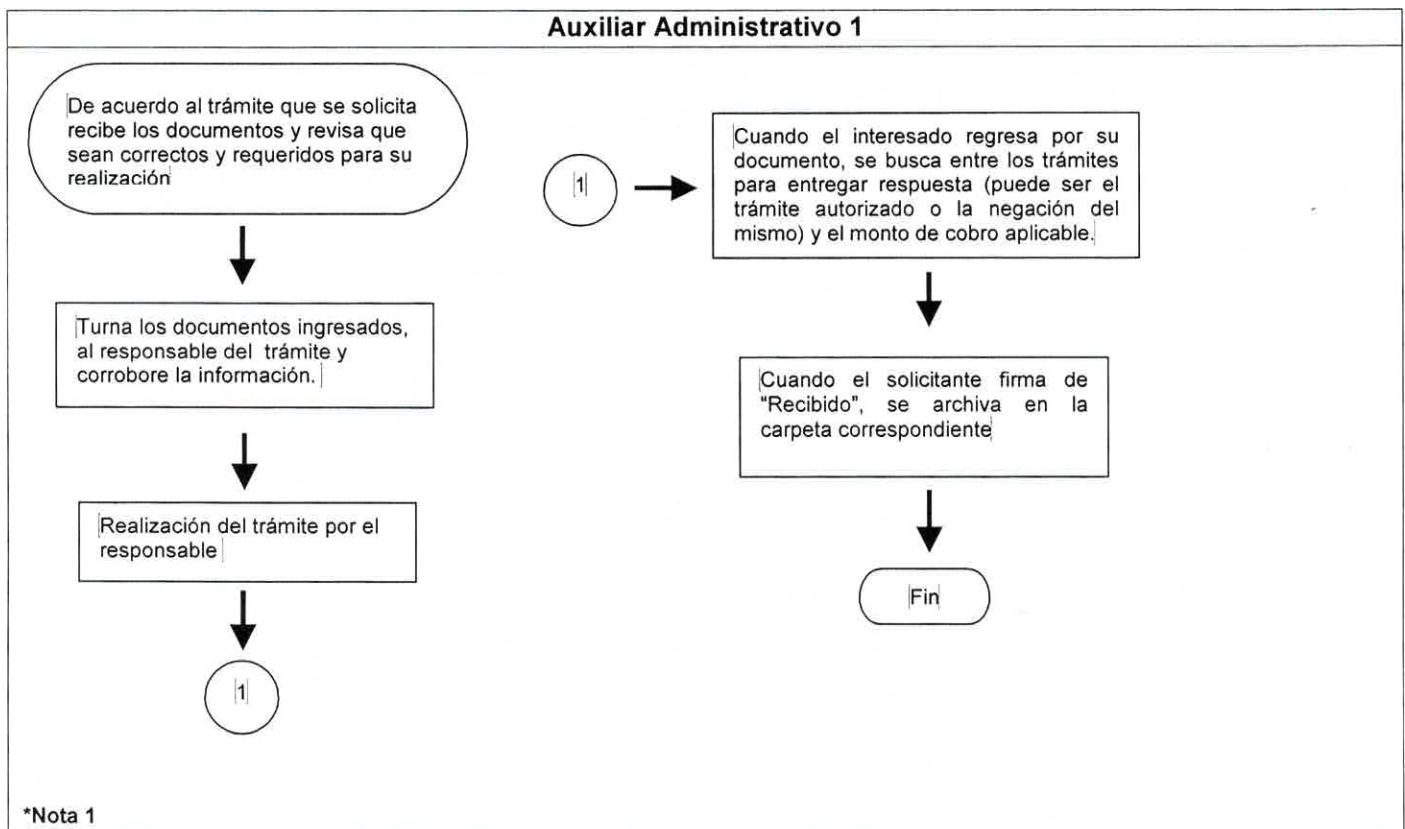 Auxiliar Administrativo 1
De acuerdo al trámite que se solicita
recibe los documentos y revisa que
sean correctos y requeridos para su
realización
Turna los documentos ingresados,
al responsable del trámite y
corrobore la información.
Realización del trámite por el
responsable
1
1
Cuando el interesado regresa por su
documento, se busca entre los trámites
para entregar respuesta (puede ser el
trámite autorizado o la negación del
mismo) y el monto de cobro aplicable.
Cuando el solicitante firma de
“Recibido”, se archiva en la
carpeta correspondiente
Fin
*Nota 1